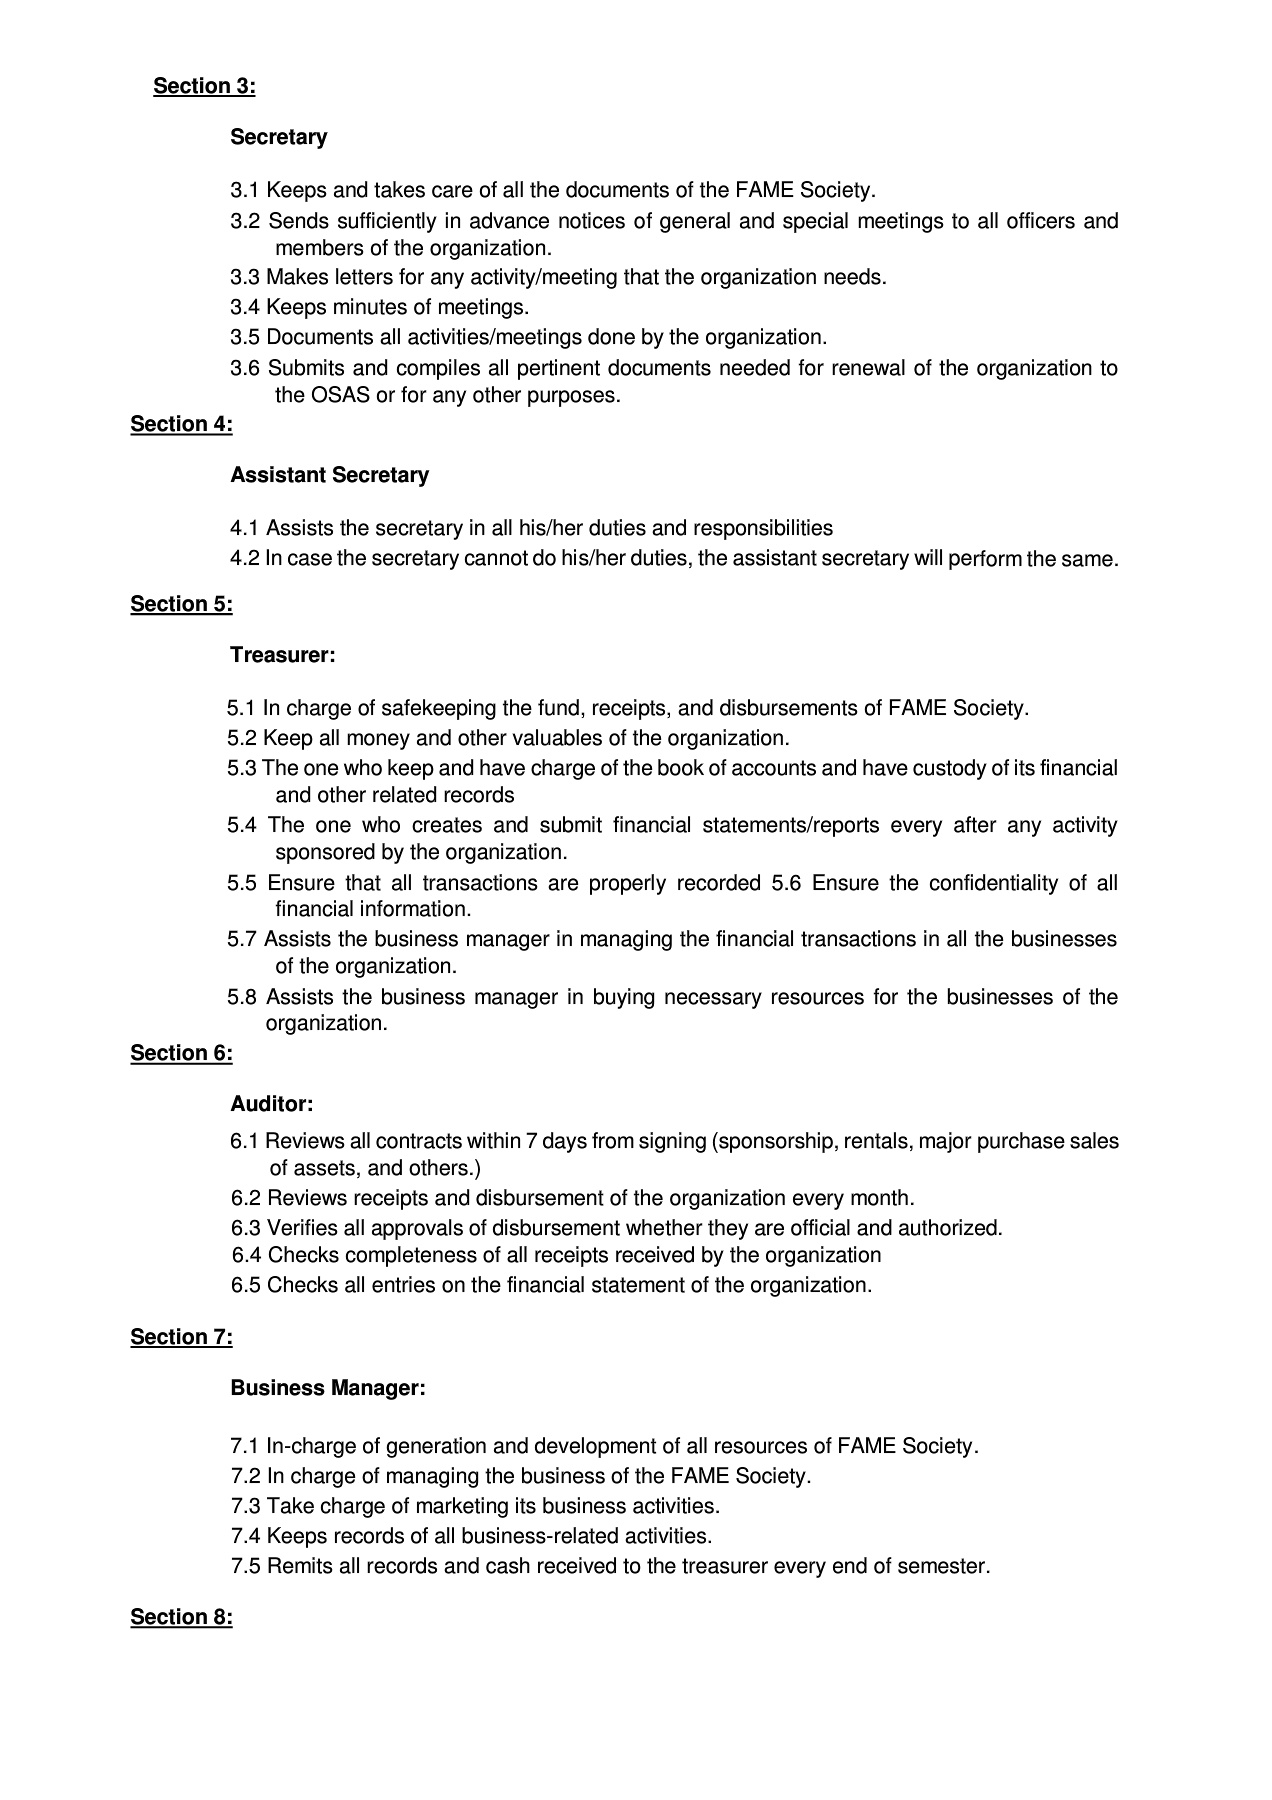 Section 3:
Secretary
3.1 Keeps and takes care of all the documents of the FAME Society.
3.2 Sends sufficiently in advance notices of general and special meetings to all officers and
members of the organization.
3.3 Makes letters for any activity/meeting that the organization needs.
3.4 Keeps minutes of meetings.
3.5 Documents all activities/meetings done by the organization.
3.6 Submits and compiles all pertinent documents needed for renewal of the organization to
the OSAS or for any other purposes.
Section 4:
Assistant Secretary
4.1 Assists the secretary in all his/her duties and responsibilities
4.2 In case the secretary cannot do his/her duties, the assistant secretary will perform the same.
Section 5:
Treasurer:
5.1 In charge of safekeeping the fund, receipts, and disbursements of FAME Society.
5.2 Keep all money and other valuables of the organization.
5.3 The one who keep and have charge of the book of accounts and have custody of its financial
and other related records
5.4 The one who creates and submit financial statements/reports every after any activity
sponsored by the organization.
5.5 Ensure that all transactions are properly recorded 5.6 Ensure the confidentiality of all
financial information.
5.7 Assists the business manager in managing the financial transactions in all the businesses
of the organization.
5.8 Assists the business manager in buying necessary resources for the businesses of the
organization.
Section 6:
Auditor:
6.1 Reviews all contracts within 7 days from signing (sponsorship, rentals, major purchase sales
of assets, and others.)
6.2 Reviews receipts and disbursement of the organization every month.
6.3 Verifies all approvals of disbursement whether they are official and authorized.
6.4 Checks completeness of all receipts received by the organization
6.5 Checks all entries on the financial statement of the organization.
Section 7:
Business Manager:
7.1 In-charge of generation and development of all resources of FAME Society.
7.2 In charge of managing the business of the FAME Society.
7.3 Take charge of marketing its business activities.
7.4 Keeps records of all business-related activities.
7.5 Remits all records and cash received to the treasurer every end of semester.
Section 8: